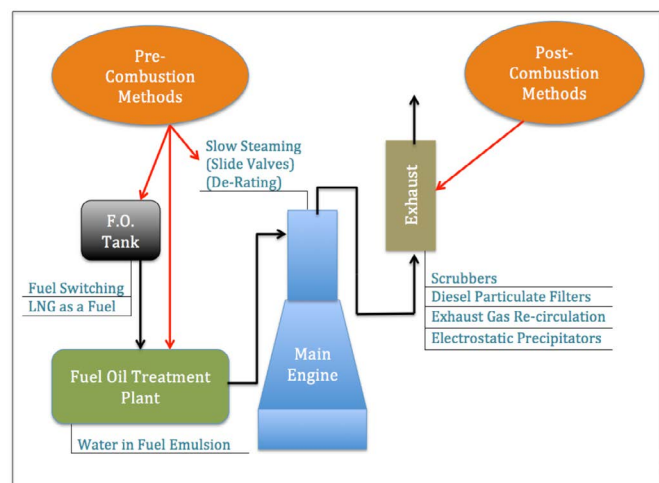 Pre-
Combustion
Methods
Post-
Combustion
Methods
Slow Steaming
(Slide Valves)
(De-Rating)
Exhaust
F.O.
Tank
Fuel Switching
LNG as a Fuel
Scrubbers
Diesel Particulate Filters
Exhaust Gas Re-circulation
Electrostatic Precipitators
Main
Engine
Fuel Oil Treatment
Plant
Water in Fuel Emulsion